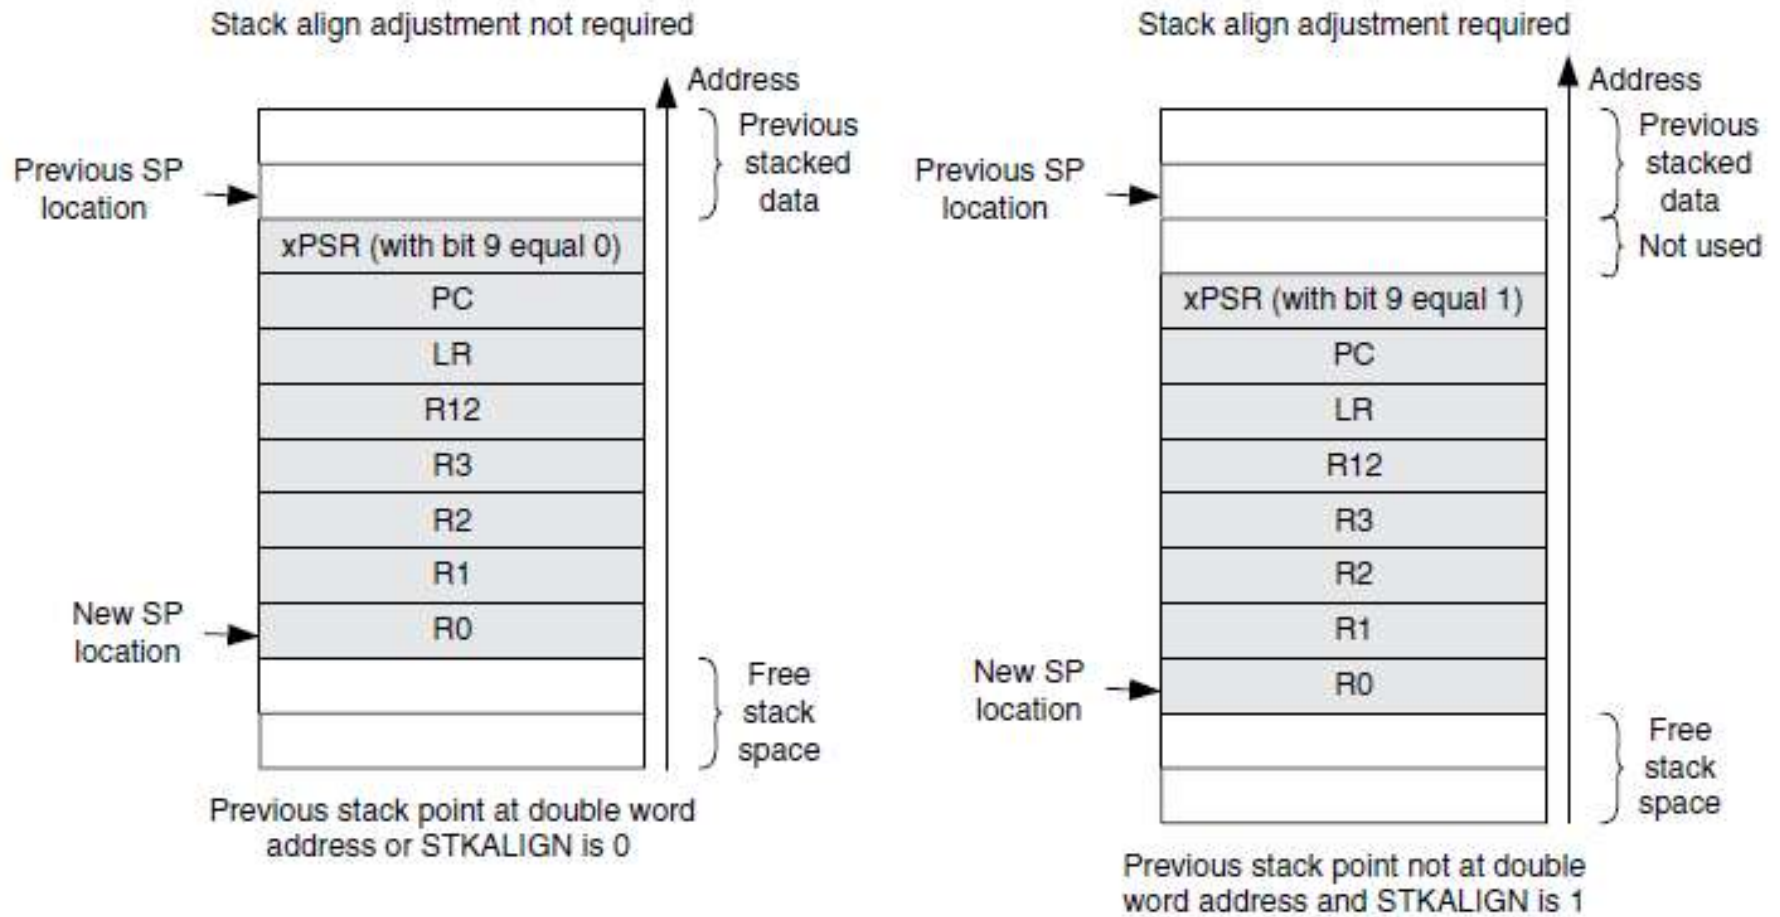 Stack align adjustment not required
Address
Previous
stacked
data
Previous SP
location
xPSR (with bit 9 equal 0)
PC
LR
R12
R3
R2
R1
R0
New SP
location
Free
stack
space
Previous stack point at double word
address or STKALIGN is 0
Stack align adjustment required
Address
Previous
stacked
data
Previous SP
location
Not used
xPSR (with bit 9 equal 1)
PC
LR
R12
R3
R2
R1
R0
New SP
location
Free
stack
space
Previous stack point not at double
word address and STKALIGN is 1